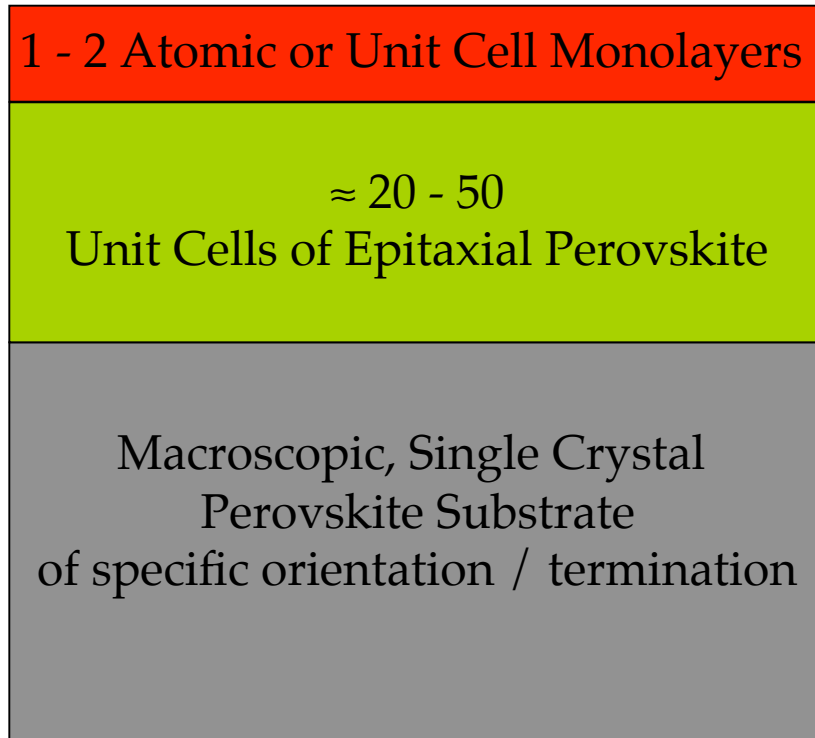 1 - 2 Atomic or Unit Cell Monolayers
≈ 20 - 50
Unit Cells of Epitaxial Perovskite
Macroscopic, Single Crystal
Perovskite Substrate
of specific orientation / termination